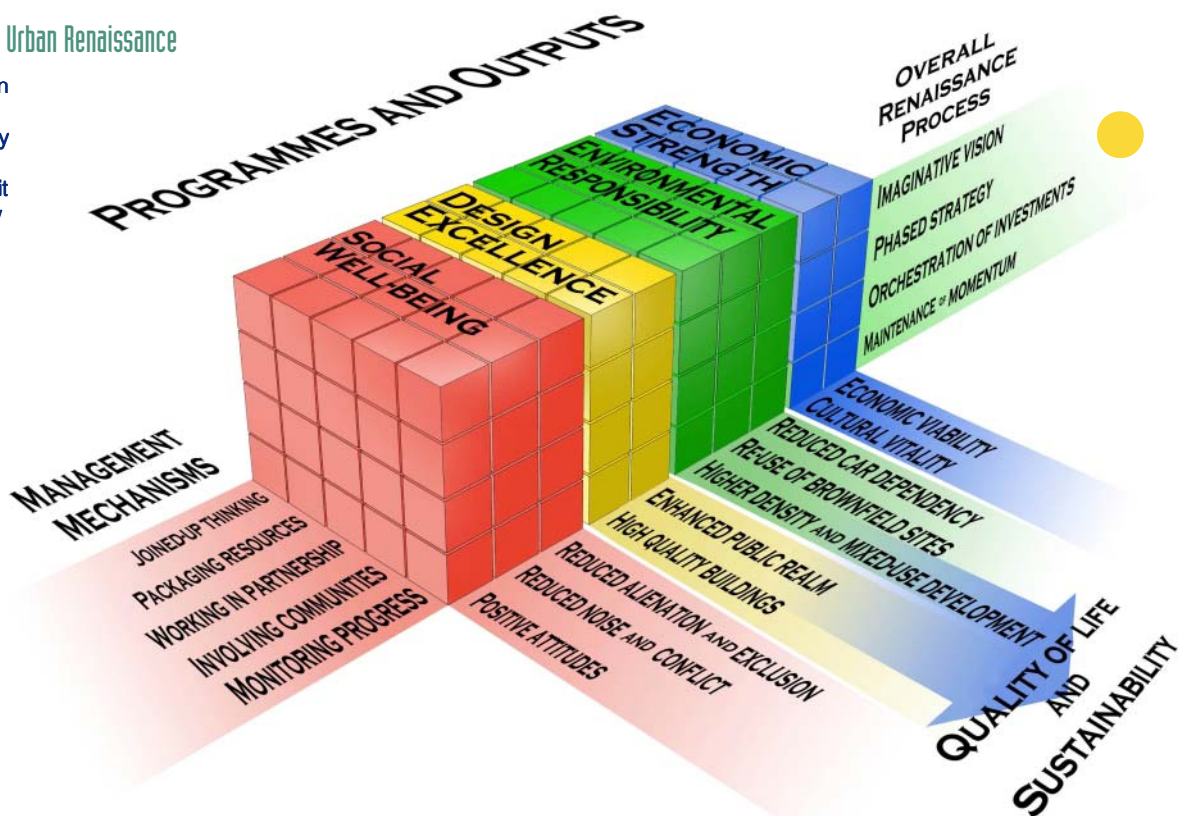 Urban Renaissance
n
y
it
y
PROGRAMMES AND OUTPUTS
OVERALL
RENAISSANCE
PROCESS
IMAGINATIVE VISION
PHASED STRATEGY
ORCHESTRATION OF INVESTMENTS
MAINTENANCE OF MOMENTUM
ECONOMIC
STRENGTH
ENVIRONMENTAL
RESPONSIBILITY
DESIGN
EXCELLENCE
SOCIAL
WELL-BEING
MANAGEMENT
MECHANISMS
JOINED-UP THINKING
PACKAGING RESOURCES
WORKING IN PARTNERSHIP
INVOLVING COMMUNITIES
MONITORING PROGRESS
ECONOMIC VIABILITY
CULTURAL VITALITY
REDUCED CAR DEPENDENCY
RE-USE OF BROWNFIELD SITES
HIGHER DENSITY AND MIXED-USE DEVELOPMENT
ENHANCED PUBLIC REALM
HIGH QUALITY BUILDINGS
REDUCED ALIENATION AND EXCLUSION
REDUCED NOISE AND CONFLICT
POSITIVE ATTITUDES
QUALITY OF LIFE
AND
SUSTAINABILITY